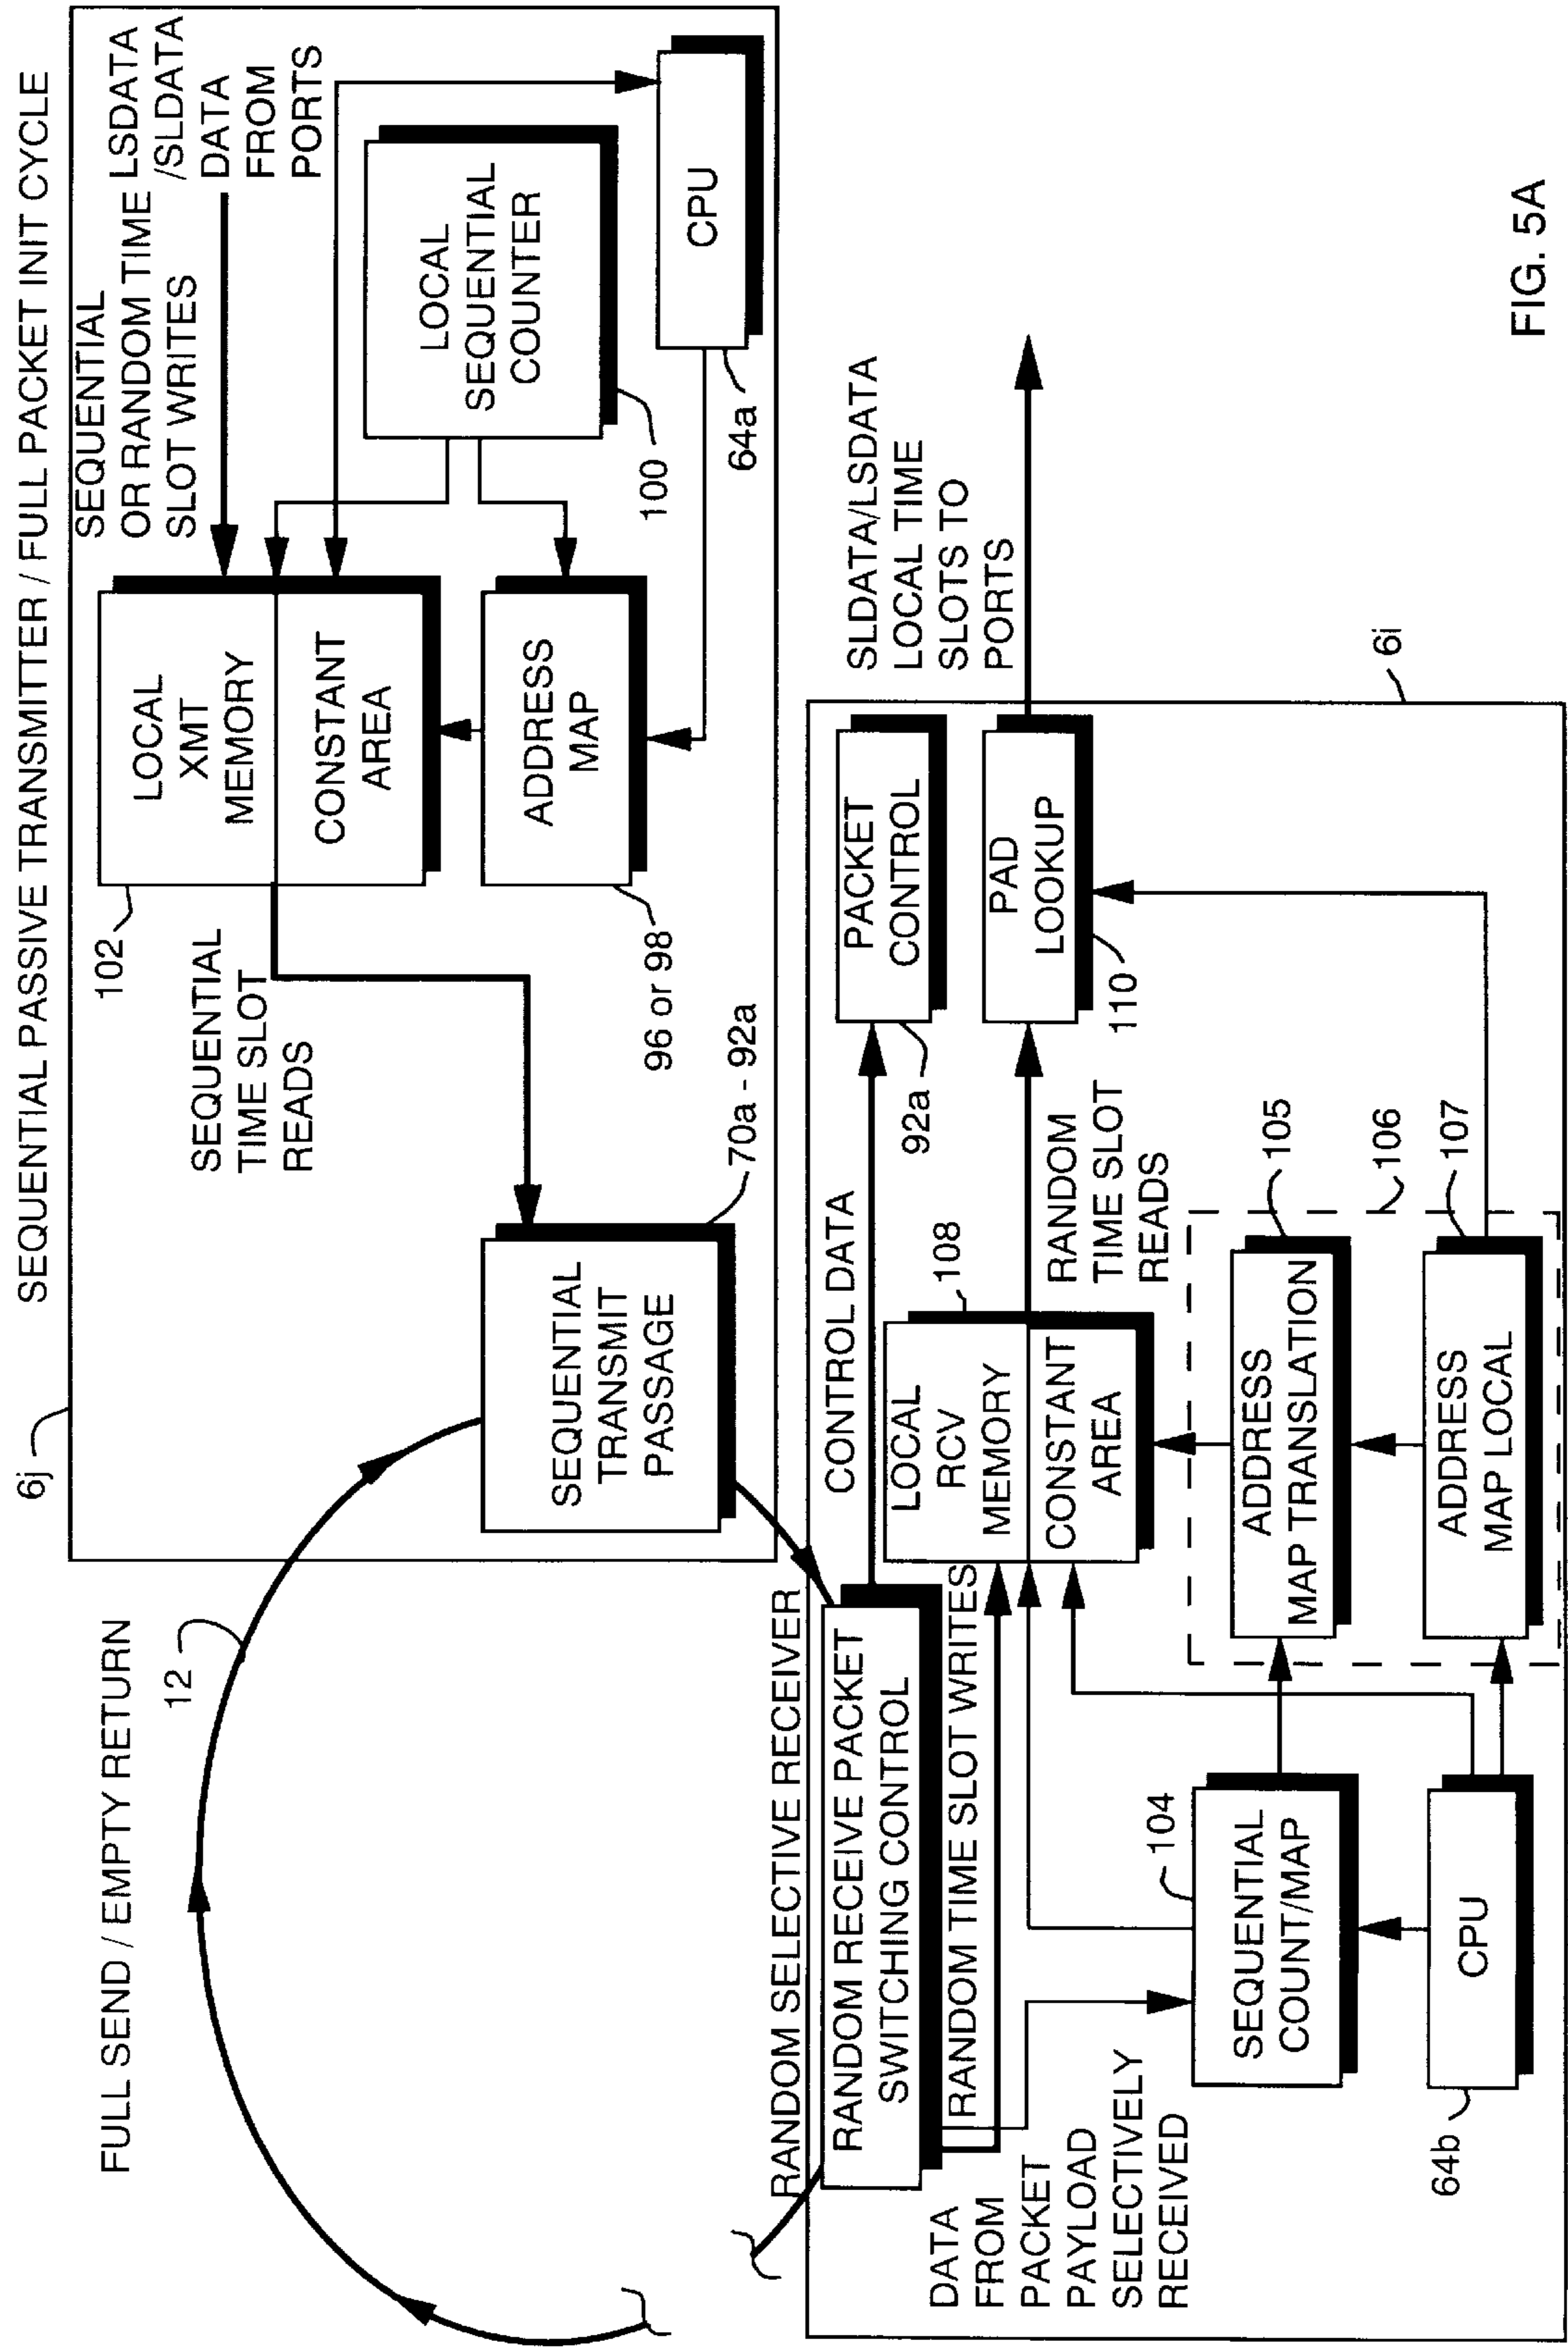 SEQUENTIAL PASSIVE TRANSMITTER / FULL PACKET INIT CYCLE
6j
FULL SEND / EMPTY RETURN
12
102
LOCAL
XMT
MEMORY
CONSTANT
AREA
SEQUENTIAL
OR RANDOM TIME
SLOT WRITES
LSDATA
/SLDATA
DATA
FROM
PORTS
SEQUENTIAL
TIME SLOT
READS
ADDRESS
MAP
96 or 98
LOCAL
SEQUENTIAL
COUNTER
100
CPU
64a
SEQUENTIAL
TRANSMIT
PASSAGE
70a - 92a
RANDOM SELECTIVE RECEIVER
RANDOM RECEIVE PACKET
SWITCHING CONTROL
CONTROL DATA
PACKET
CONTROL
92a
RANDOM TIME SLOT WRITES
LOCAL
RCV
MEMORY
CONSTANT
AREA
108
RANDOM
TIME SLOT
READS
PAD
LOOKUP
110
SLDATA/LSDATA
LOCAL TIME
SLOTS TO
PORTS
DATA
FROM
PACKET
PAYLOAD
SELECTIVELY
RECEIVED
SEQUENTIAL
COUNT/MAP
104
ADDRESS
MAP TRANSLATION
105
106
ADDRESS
MAP LOCAL
107
CPU
64b
6i
FIG. 5A